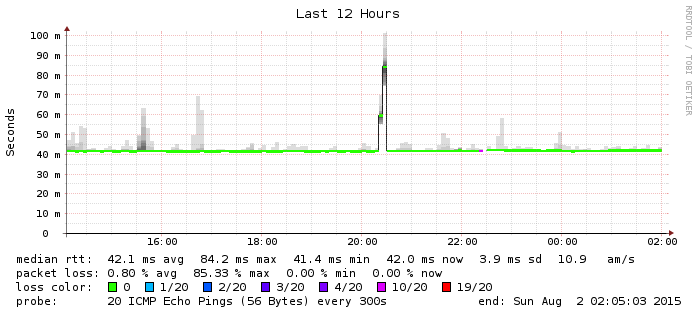 Last 12 Hours
RRDTOOL / TOBI OETIKER
Seconds
100 m
90 m
80 m
70 m
60 m
50 m
40 m
30 m
20 m
10 m
0
16:00 18:00 20:00 22:00 00:00 02:00
median rtt: 42.1 ms avg 84.2 ms max 41.4 ms min 42.0 ms now 3.9 ms sd 10.9 am/s
packet loss: 0.80 % avg 85.33 % max 0.00 % min 0.00 % now
loss color: 0 1/20 2/20 3/20 4/20 10/20 19/20
probe: 20 ICMP Echo Pings (56 Bytes) every 300s end: Sun Aug 2 02:05:03 2015